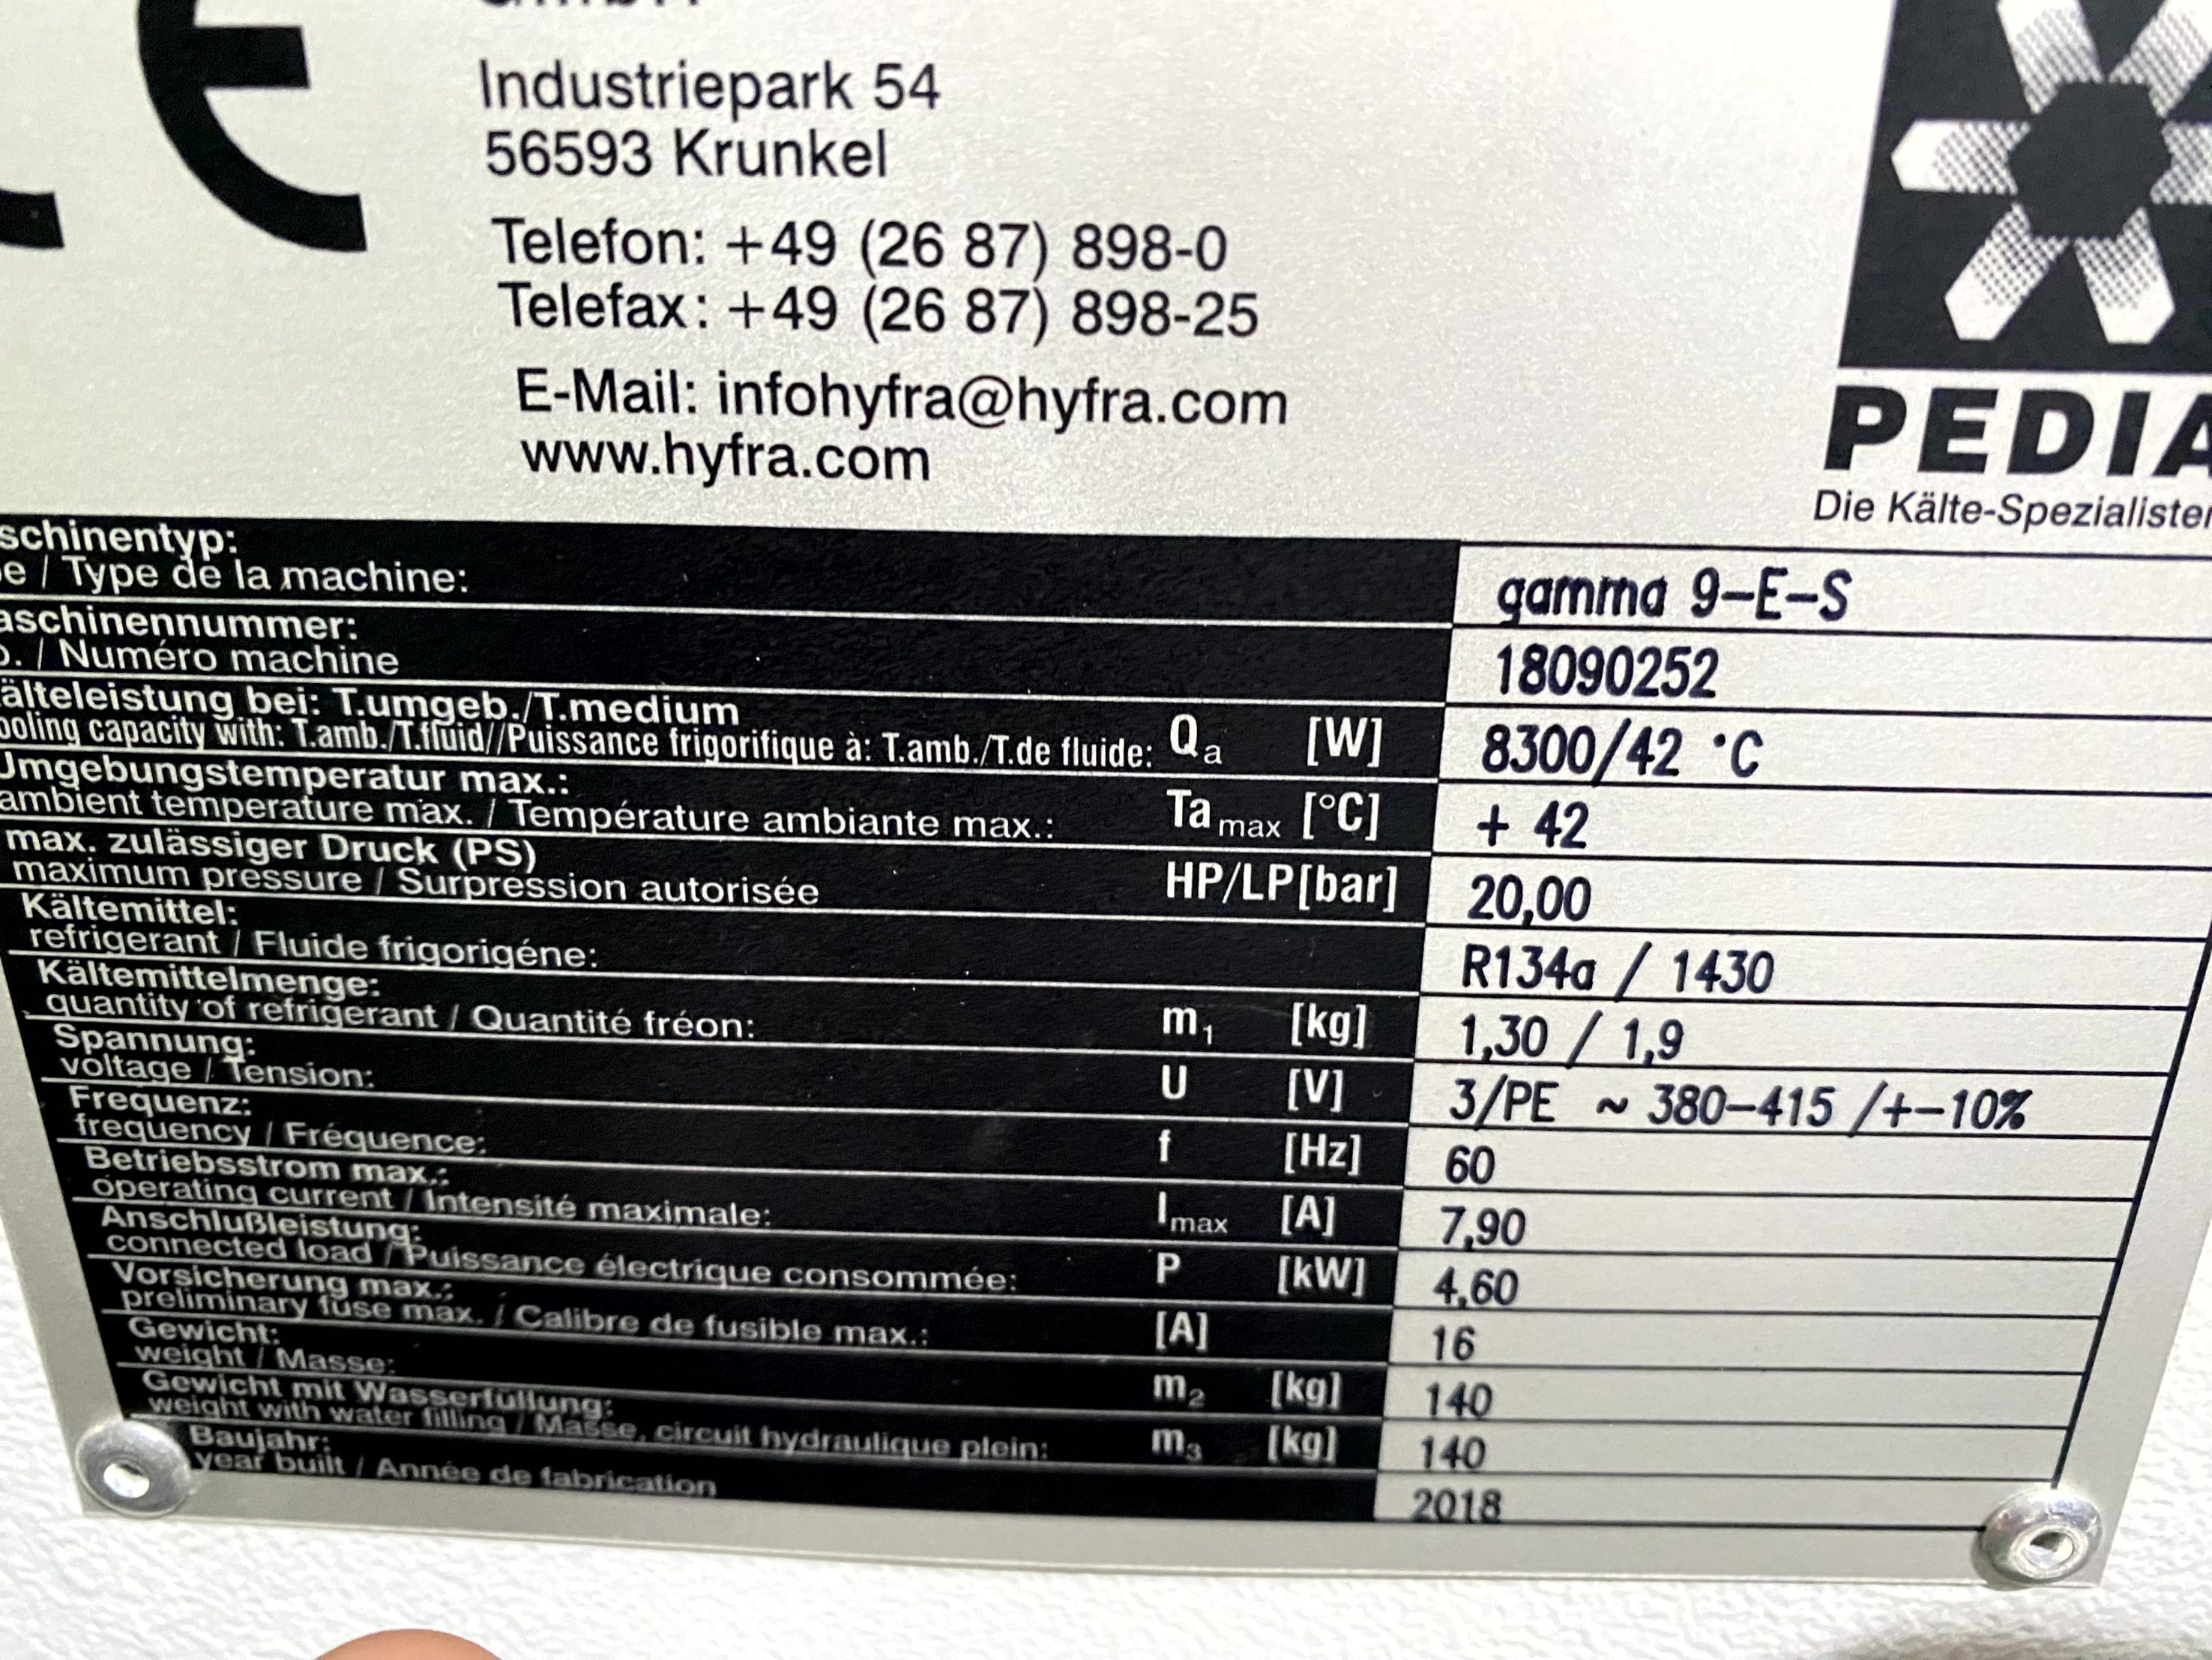 CE
Industriepark 54
56593 Krunkel
Telefon: +49 (26 87) 898-0
Telefax: +49 (26 87) 898-25
E-Mail: infohyfra@hyfra.com
www.hyfra.com
PEDIA
Die Kälte-Spezialisten
schinentyp: gamma 9-E-S
e / Type de la machine:
aschinennummer: 18090252
o. / Numéro machine
älteleistung bei: T.umgeb./T.medium Qa [W] 8300/42 °C
ooling capacity with: T.amb./T.fluid//Puissance frigorifique à: T.amb./T.de fluide:
Umgebungstemperatur max.: Ta max [°C] + 42
ambient temperature max. / Température ambiante max.:
max. zulässiger Druck (PS) HP/LP[bar] 20,00
maximum pressure / Surpression autorisée
Kältemittel: R134a / 1430
refrigerant / Fluide frigorigéne:
Kältemittelmenge: m1 [kg] 1,30 / 1,9
quantity of refrigerant / Quantité fréon:
Spannung: U [V] 3/PE ~ 380-415 /+-10%
voltage / Tension:
Frequenz: f [Hz] 60
frequency / Fréquence:
Betriebsstrom max.: Imax [A] 7,90
operating current / Intensité maximale:
Anschlußleistung: P [kW] 4,60
connected load / Puissance électrique consommée:
Vorsicherung max.: [A] 16
preliminary fuse max. / Calibre de fusible max.:
Gewicht: m2 [kg] 140
weight / Masse:
Gewicht mit Wasserfüllung: m3 [kg] 140
weight with water filling / Masse, circuit hydraulique plein:
Baujahr: 2018
year built / Année de fabrication